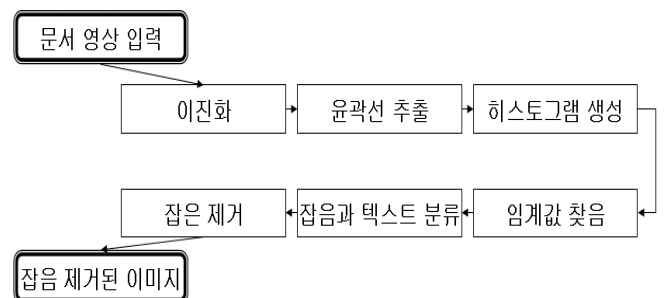 문서 영상 입력
이진화
윤곽선 추출
히스토그램 생성
임계값 찾음
잡음과 텍스트 분류
잡은 제거
잡음 제거된 이미지